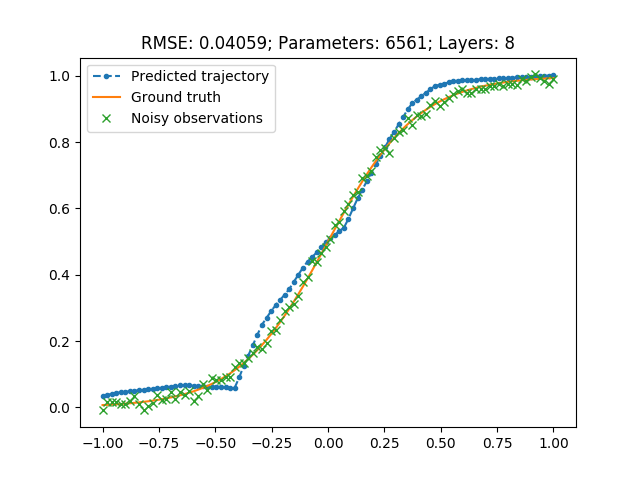 RMSE: 0.04059; Parameters: 6561; Layers: 8
Predicted trajectory
Ground truth
Noisy observations
1.0
0.8
0.6
0.4
0.2
0.0
−1.00 −0.75 −0.50 −0.25 0.00 0.25 0.50 0.75 1.00